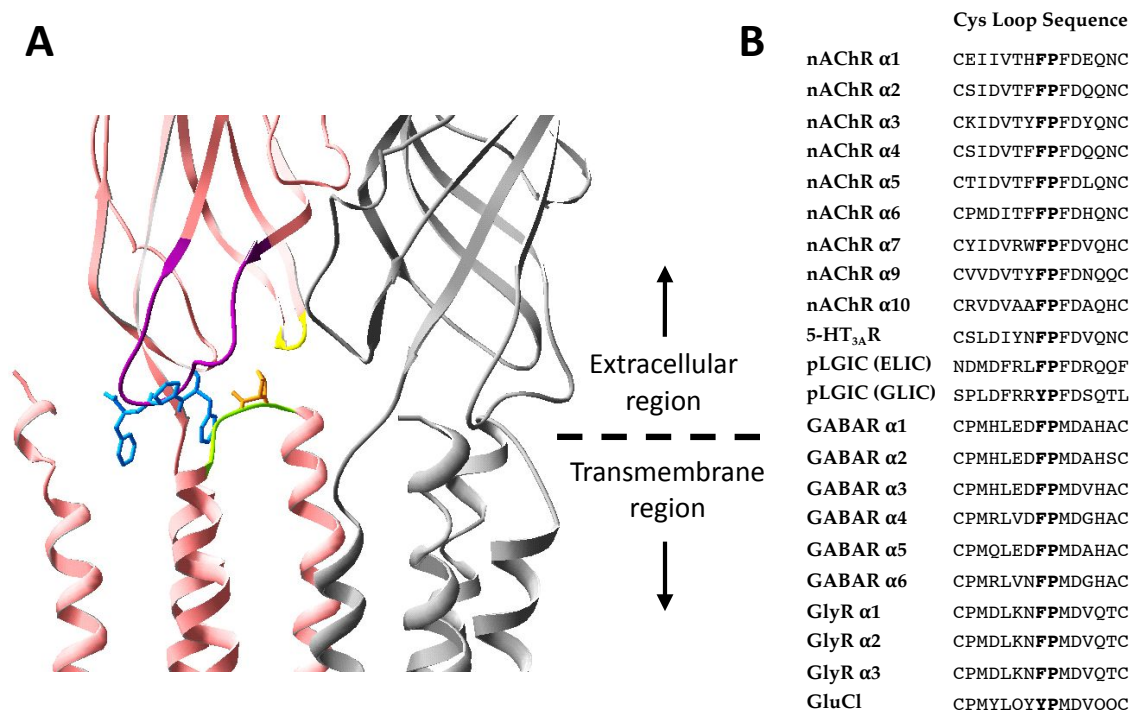 A
Extracellular
region
Transmembrane
region
B
Cys Loop Sequence
nAChR α1 CEIIVTHFPFDEQNC
nAChR α2 CSIDVTFFPFDQQNC
nAChR α3 CKIDVTYFPFDYQNC
nAChR α4 CSIDVTFFPFDQQNC
nAChR α5 CTIDVTFFPFDLQNC
nAChR α6 CPMDITFFPFDHQNC
nAChR α7 CYIDVRWFPFDVQHC
nAChR α9 CVVDVTYFPFDNQQC
nAChR α10 CRVDVAAFPFDAQHC
5-HT3AR CSLDIYNFPFDVQNC
pLGIC (ELIC) NDMDFRLFPFDRQQF
pLGIC (GLIC) SPLDFRRYPFDSQTL
GABAR α1 CPMHLEDFPMDAHAC
GABAR α2 CPMHLEDFPMDAHSC
GABAR α3 CPMHLEDFPMDVHAC
GABAR α4 CPMRLVDFPMDGHAC
GABAR α5 CPMQLEDFPMDAHAC
GABAR α6 CPMRLVNFPMDGHAC
GlyR α1 CPMDLKNFPMDVQTC
GlyR α2 CPMDLKNFPMDVQTC
GlyR α3 CPMDLKNFPMDVQTC
GluCl CPMYLQYYPMDVQQC